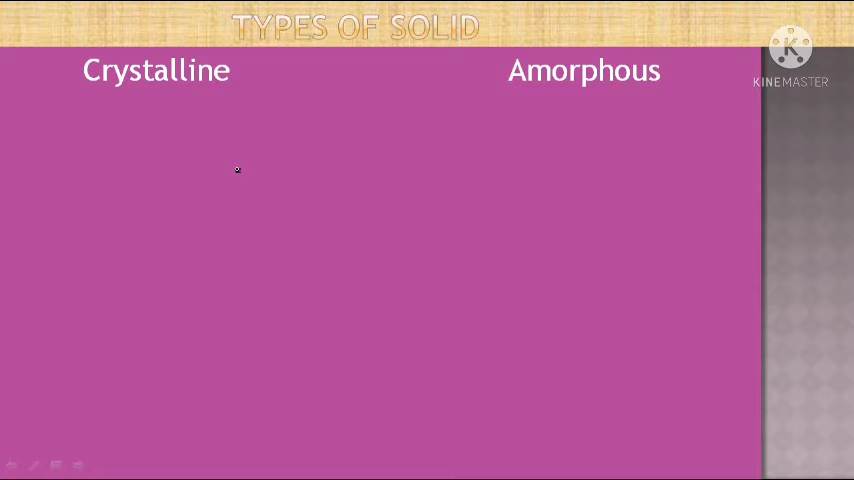 TYPES OF SOLID
Crystalline
Amorphous
K
KINEMASTER